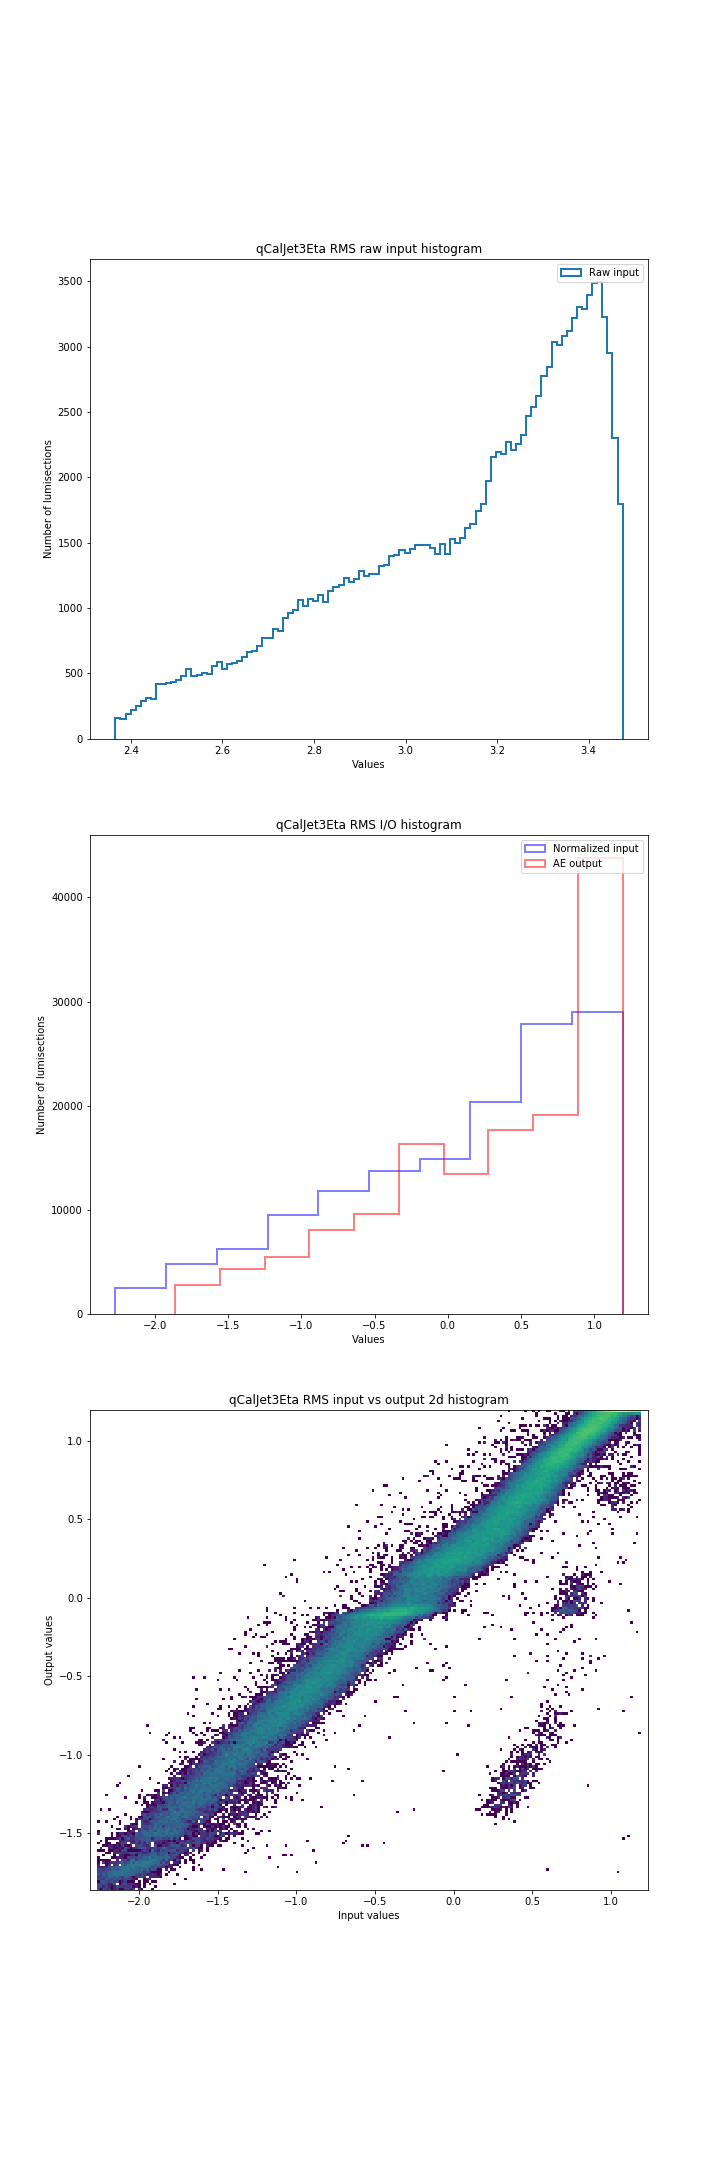 qCalJet3Eta RMS raw input histogram
Raw input
3500
3000
2500
2000
1500
1000
500
0
Number of lumisections
2.4 2.6 2.8 3.0 3.2 3.4
Values
qCalJet3Eta RMS I/O histogram
Normalized input
AE output
40000
30000
20000
10000
0
Number of lumisections
−2.0 −1.5 −1.0 −0.5 0.0 0.5 1.0
Values
qCalJet3Eta RMS input vs output 2d histogram
1.0
0.5
0.0
−0.5
−1.0
−1.5
Output values
−2.0 −1.5 −1.0 −0.5 0.0 0.5 1.0
Input values